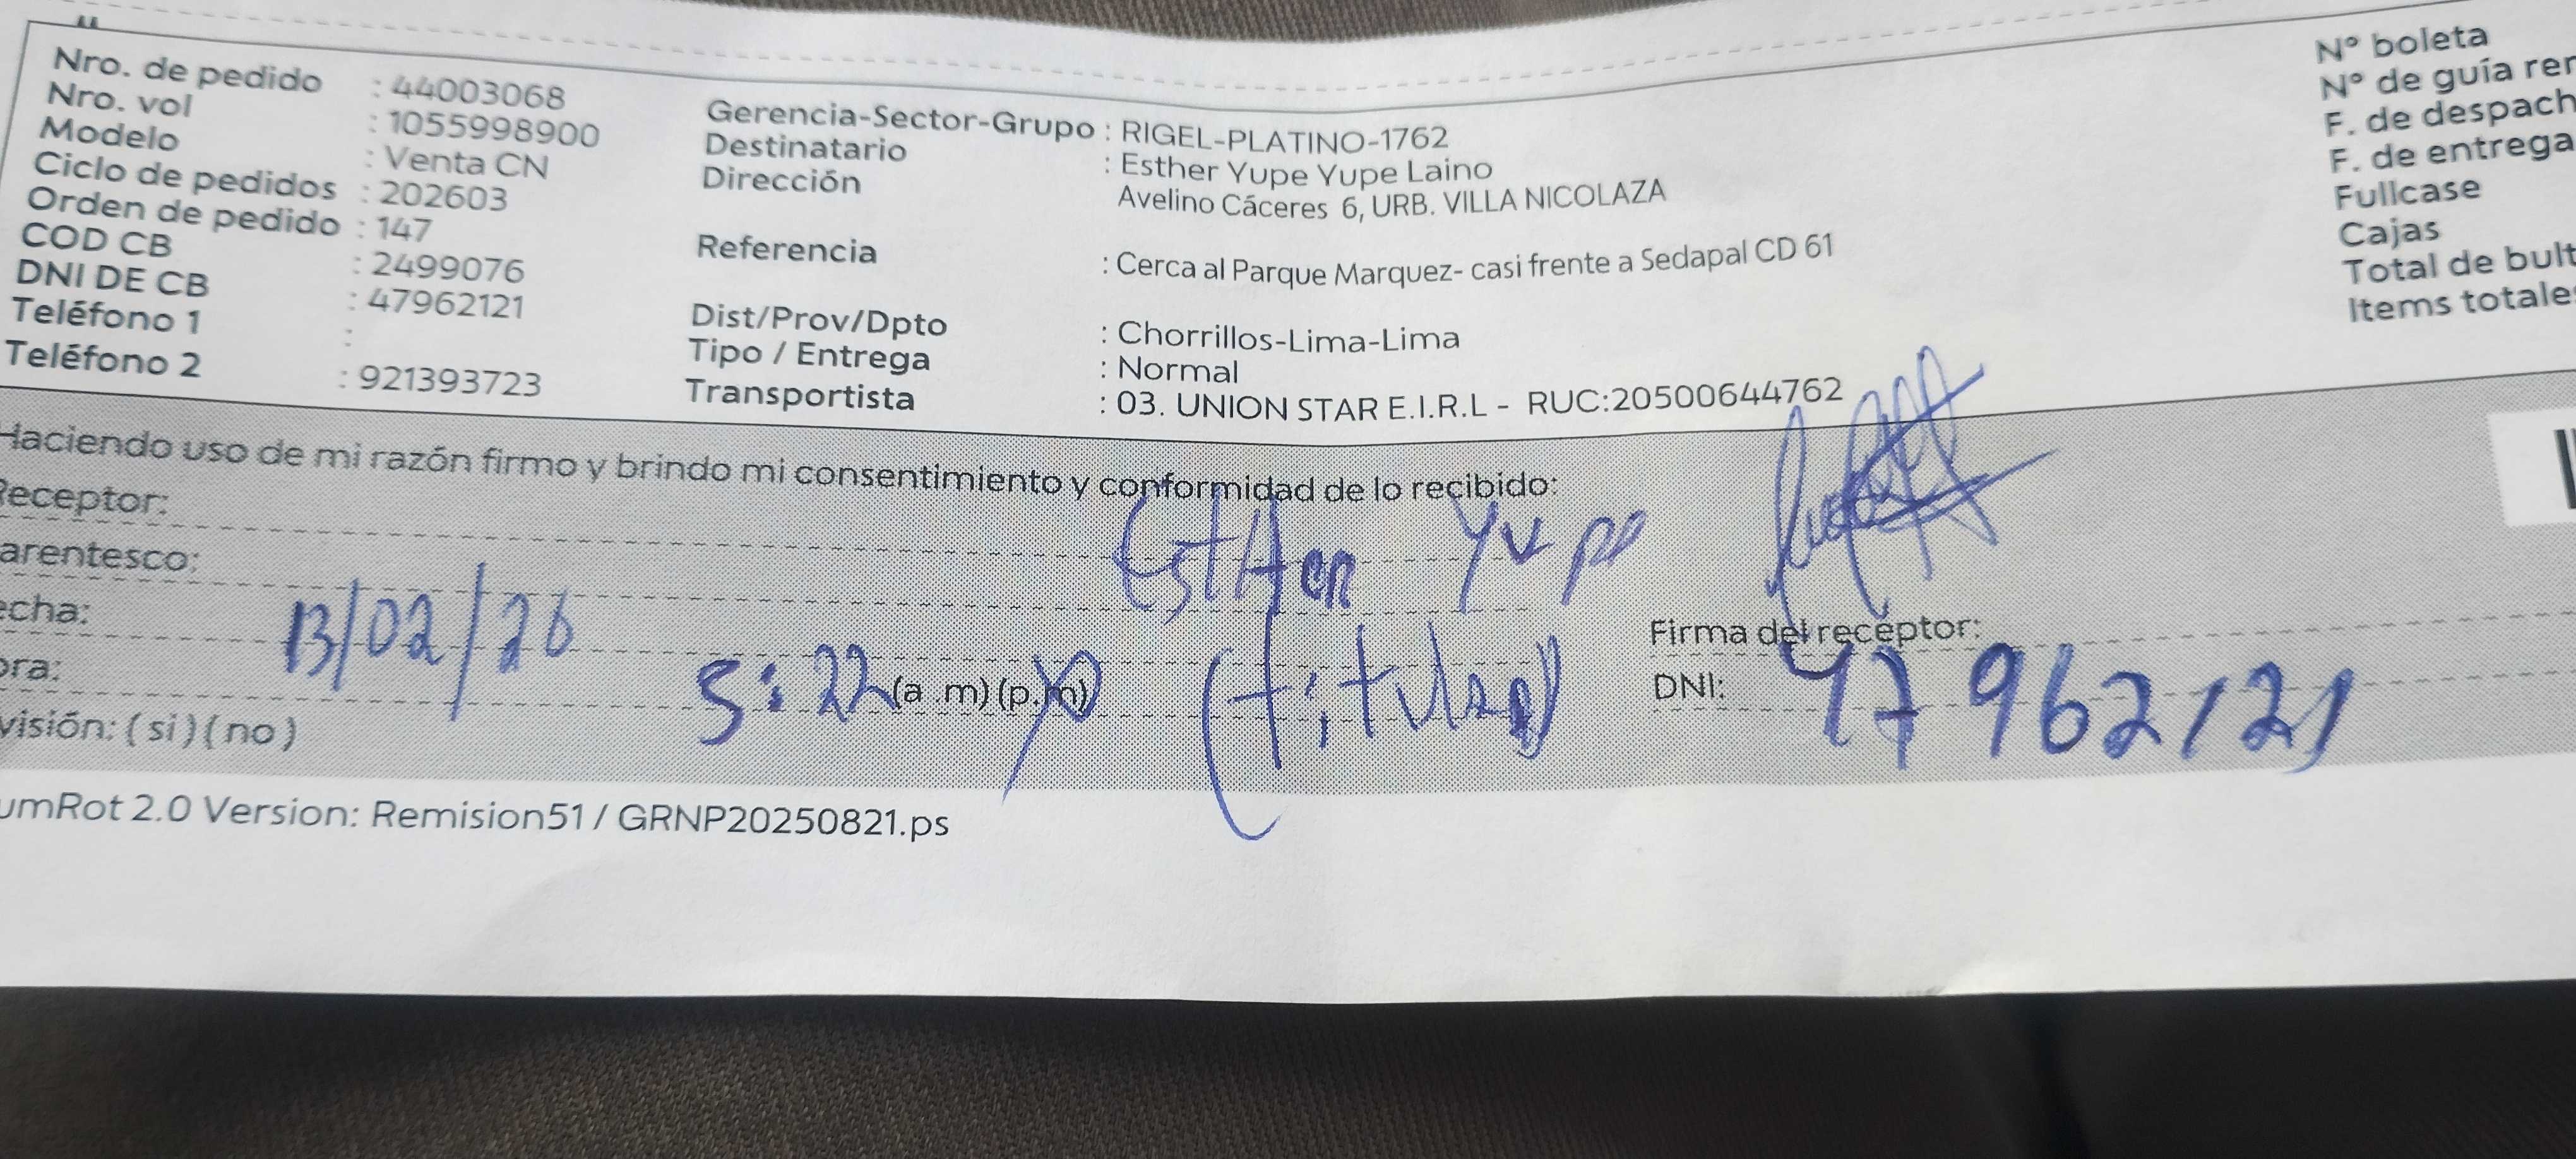 Nro. de pedido : 44003068
Nro. vol : 1055998900
Modelo : Venta CN
Ciclo de pedidos : 202603
Orden de pedido : 147
COD CB : 2499076
DNI DE CB : 47962121
Teléfono 1 :
Teléfono 2 : 921393723
Gerencia-Sector-Grupo : RIGEL-PLATINO-1762
Destinatario : Esther Yupe Yupe Laino
Dirección
Avelino Cáceres 6, URB. VILLA NICOLAZA
Referencia : Cerca al Parque Marquez- casi frente a Sedapal CD 61
Dist/Prov/Dpto : Chorrillos-Lima-Lima
Tipo / Entrega : Normal
Transportista : 03. UNION STAR E.I.R.L - RUC:20500644762
N° boleta
N° de guía rer
F. de despach
F. de entrega
Fullcase
Cajas
Total de bult
Items totale
Haciendo uso de mi razón firmo y brindo mi consentimiento y conformidad de lo recibido:
Receptor: EstHer Yupe
arentesco: (titular)
echa: 13/02/26
ora: 5:22 (a .m) (p.m)
visión: ( si ) ( no )
Firma del receptor:
DNI: 47962121
umRot 2.0 Version: Remision51 / GRNP20250821.ps